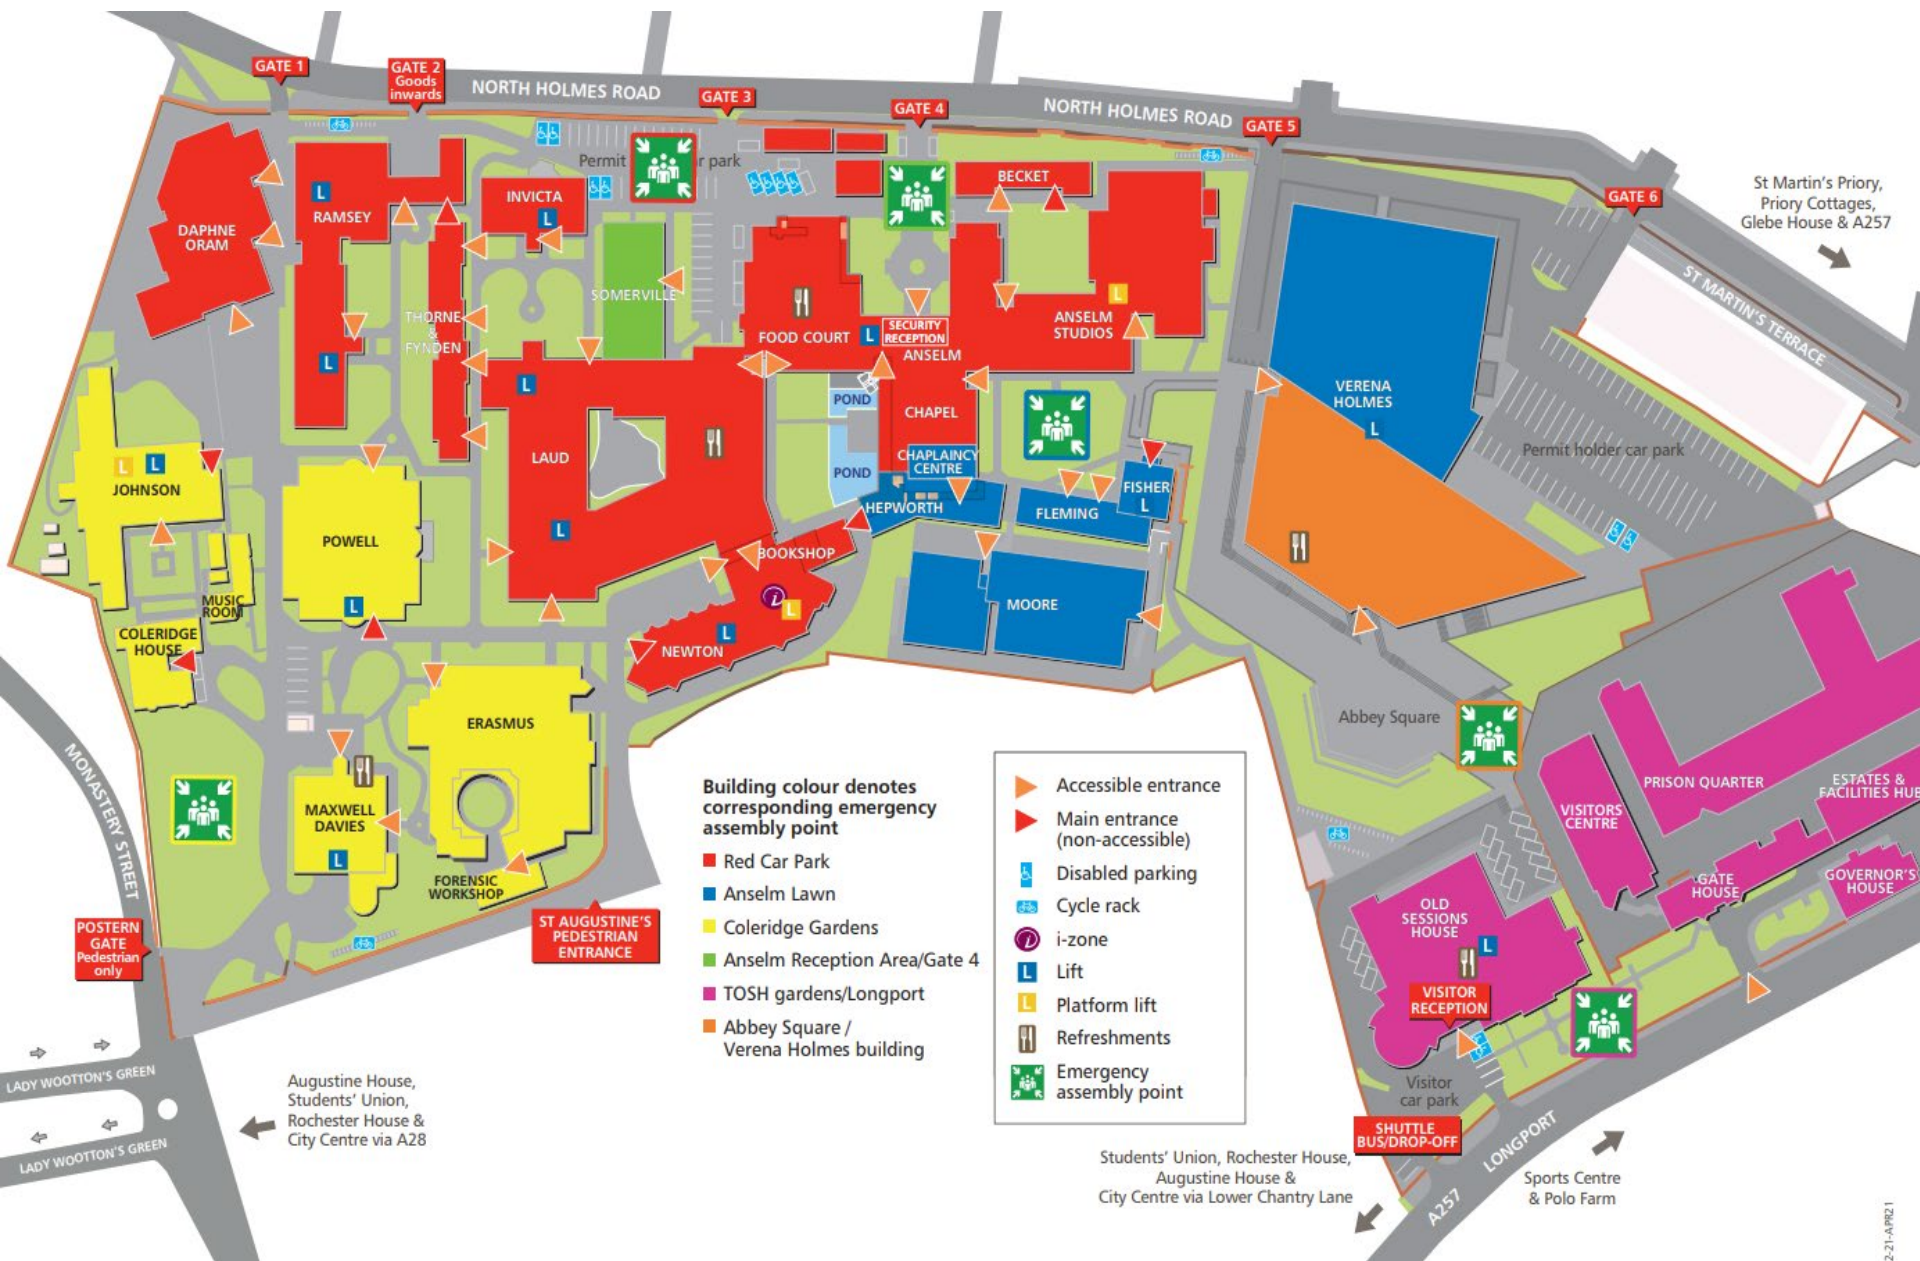 GATE 1
GATE 2
Goods
inwards
NORTH HOLMES ROAD
GATE 3
GATE 4
NORTH HOLMES ROAD
GATE 5
GATE 6
St Martin's Priory,
Priory Cottages,
Glebe House & A257
ST MARTIN'S TERRACE
Permit
car park
DAPHNE
ORAM
L
RAMSEY
L
INVICTA
L
SOMERVILLE
THORNE
&
FYNDEN
BECKET
FOOD COURT
L
SECURITY
RECEPTION
ANSELM
L
ANSELM
STUDIOS
VERENA
HOLMES
L
Permit holder car park
POND
POND
CHAPEL
CHAPLAINCY
CENTRE
HEPWORTH
FLEMING
FISHER
L
MOORE
L
LAUD
L
BOOKSHOP
i
L
L
NEWTON
L
L
JOHNSON
POWELL
L
MUSIC
ROOM
COLERIDGE
HOUSE
ERASMUS
MAXWELL
DAVIES
L
FORENSIC
WORKSHOP
MONASTERY STREET
POSTERN
GATE
Pedestrian
only
ST AUGUSTINE'S
PEDESTRIAN
ENTRANCE
LADY WOOTTON'S GREEN
LADY WOOTTON'S GREEN
Augustine House,
Students' Union,
Rochester House &
City Centre via A28
Building colour denotes
corresponding emergency
assembly point
Red Car Park
Anselm Lawn
Coleridge Gardens
Anselm Reception Area/Gate 4
TOSH gardens/Longport
Abbey Square /
Verena Holmes building
Accessible entrance
Main entrance
(non-accessible)
Disabled parking
Cycle rack
i i-zone
L Lift
L Platform lift
Refreshments
Emergency
assembly point
Abbey Square
PRISON QUARTER
VISITORS
CENTRE
ESTATES &
FACILITIES HUB
GATE
HOUSE
GOVERNOR'S
HOUSE
OLD
SESSIONS
HOUSE
L
VISITOR
RECEPTION
Visitor
car park
SHUTTLE
BUS/DROP-OFF
LONGPORT
A257
Students' Union, Rochester House,
Augustine House &
City Centre via Lower Chantry Lane
Sports Centre
& Polo Farm
2-21-APR21